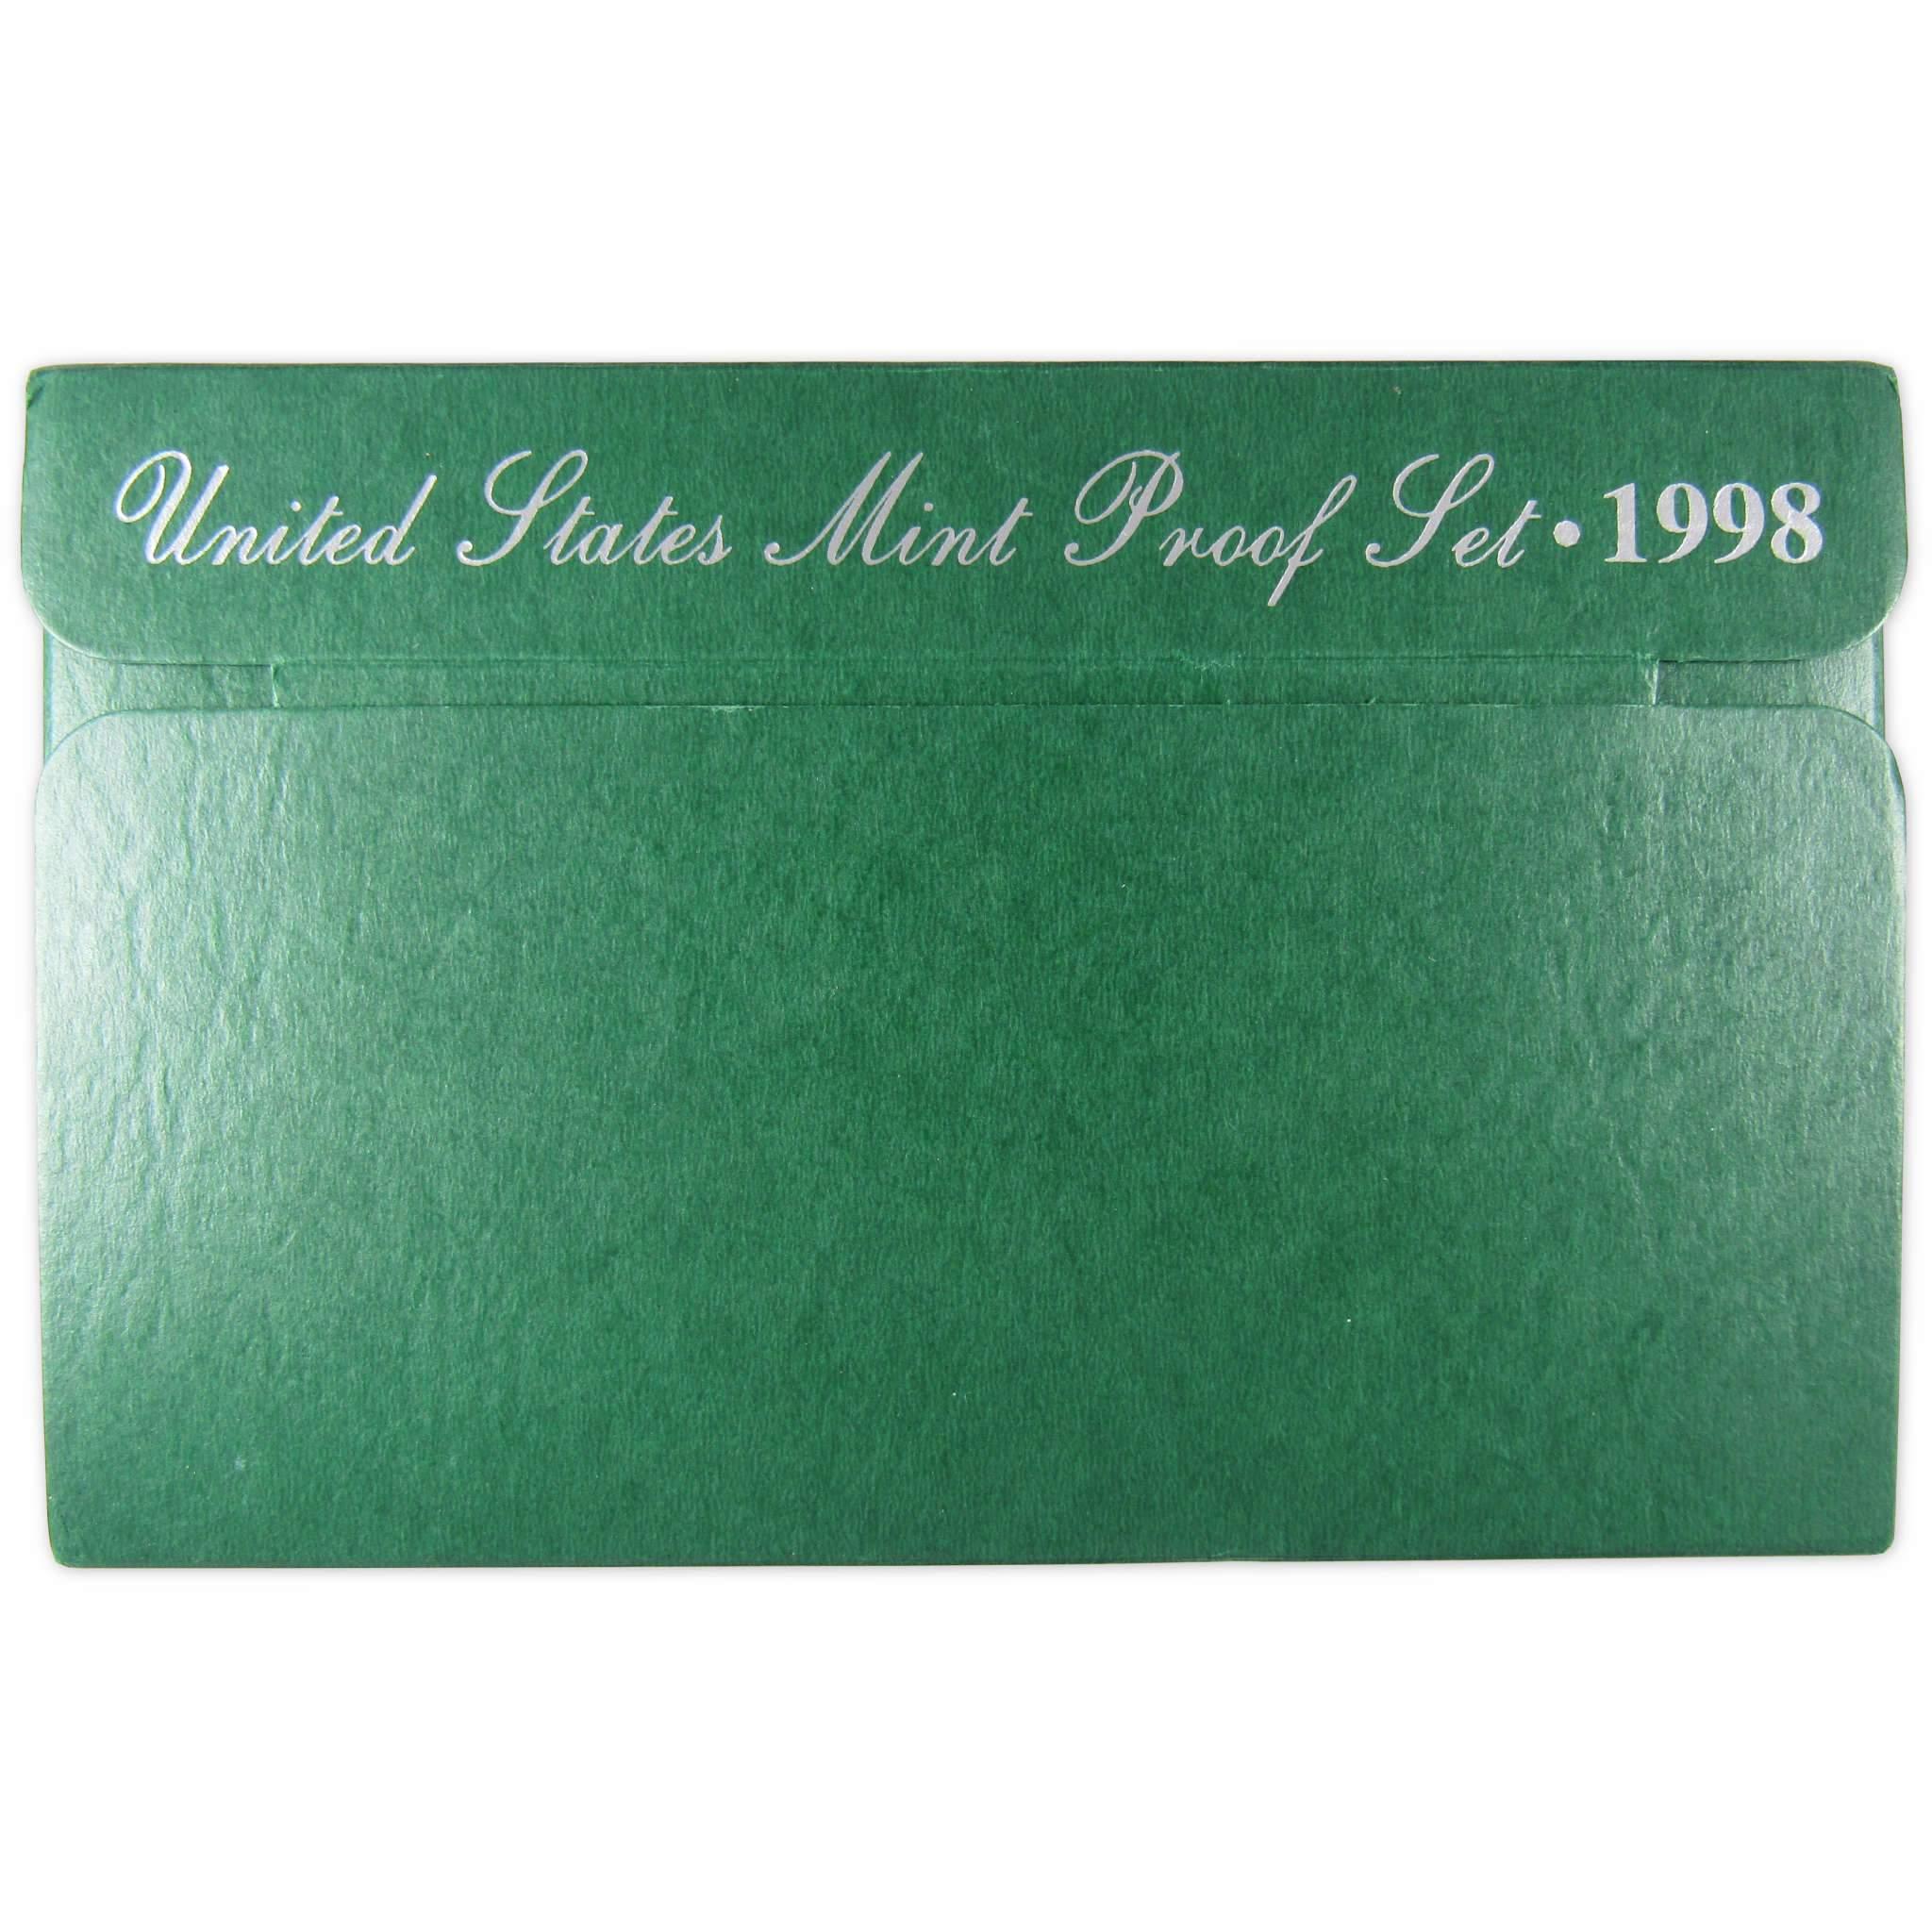 United States Mint Proof Set • 1998